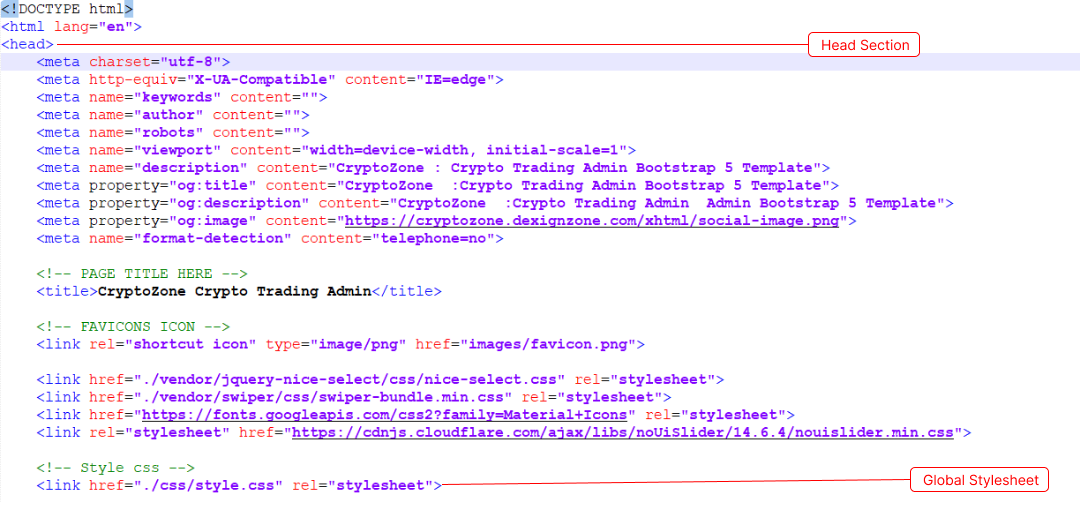 <!DOCTYPE html>
<html lang="en">
<head> Head Section
<meta charset="utf-8">
<meta http-equiv="X-UA-Compatible" content="IE=edge">
<meta name="keywords" content="">
<meta name="author" content="">
<meta name="robots" content="">
<meta name="viewport" content="width=device-width, initial-scale=1">
<meta name="description" content="CryptoZone : Crypto Trading Admin Bootstrap 5 Template">
<meta property="og:title" content="CryptoZone  :Crypto Trading Admin Bootstrap 5 Template">
<meta property="og:description" content="CryptoZone  :Crypto Trading Admin  Admin Bootstrap 5 Template">
<meta property="og:image" content="https://cryptozone.dexignzone.com/xhtml/social-image.png">
<meta name="format-detection" content="telephone=no">
<!-- PAGE TITLE HERE -->
<title>CryptoZone Crypto Trading Admin</title>
<!-- FAVICONS ICON -->
<link rel="shortcut icon" type="image/png" href="images/favicon.png">
<link href="./vendor/jquery-nice-select/css/nice-select.css" rel="stylesheet">
<link href="./vendor/swiper/css/swiper-bundle.min.css" rel="stylesheet">
<link href="https://fonts.googleapis.com/css2?family=Material+Icons" rel="stylesheet">
<link rel="stylesheet" href="https://cdnjs.cloudflare.com/ajax/libs/noUiSlider/14.6.4/nouislider.min.css">
<!-- Style css -->
<link href="./css/style.css" rel="stylesheet"> Global Stylesheet